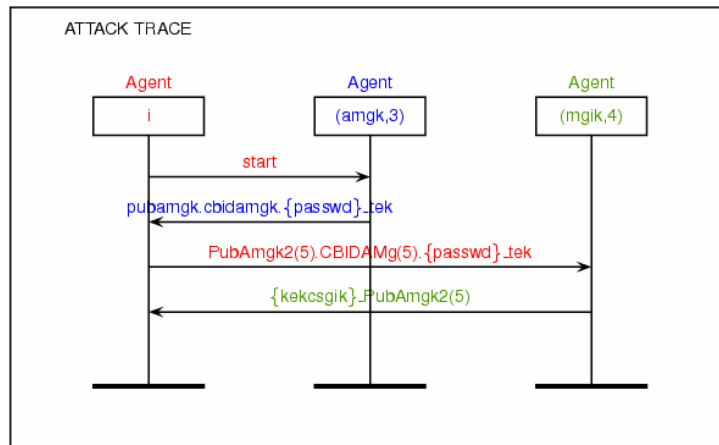 ATTACK TRACE
Agent Agent Agent
i (amgk,3) (mgik,4)
start
pubamgk.cbidamgk.{passwd}_tek
PubAmgk2(5).CBIDAMg(5).{passwd}_tek
{kekcsgik}_PubAmgk2(5)